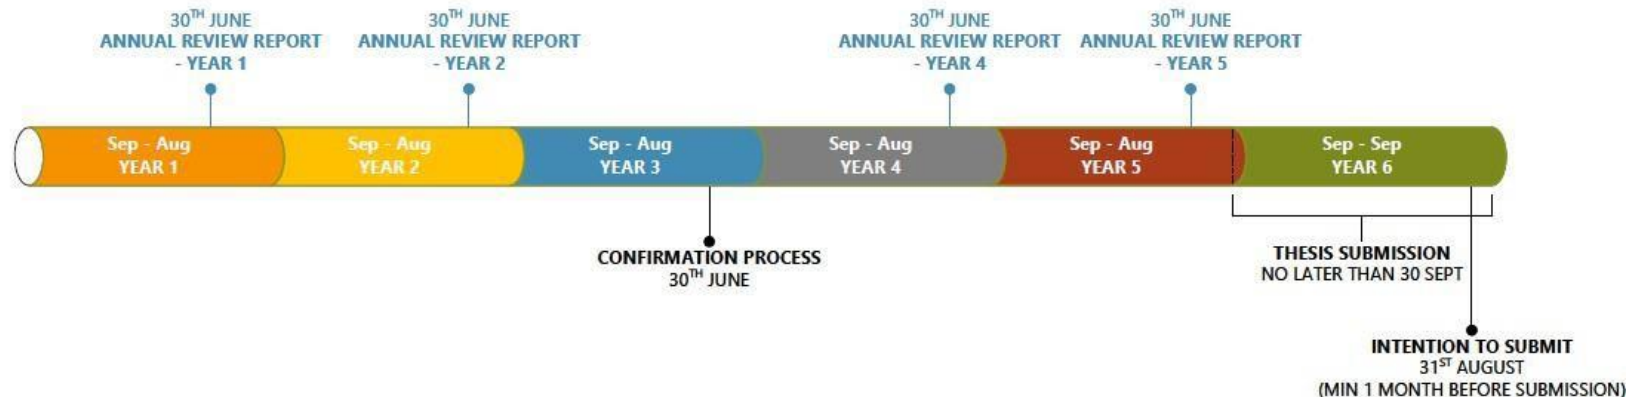 30TH JUNE
ANNUAL REVIEW REPORT
- YEAR 1
30TH JUNE
ANNUAL REVIEW REPORT
- YEAR 2
30TH JUNE
ANNUAL REVIEW REPORT
- YEAR 4
30TH JUNE
ANNUAL REVIEW REPORT
- YEAR 5
Sep - Aug
YEAR 1
Sep - Aug
YEAR 2
Sep - Aug
YEAR 3
Sep - Aug
YEAR 4
Sep - Aug
YEAR 5
Sep - Sep
YEAR 6
CONFIRMATION PROCESS
30TH JUNE
THESIS SUBMISSION
NO LATER THAN 30 SEPT
INTENTION TO SUBMIT
31ST AUGUST
(MIN 1 MONTH BEFORE SUBMISSION)